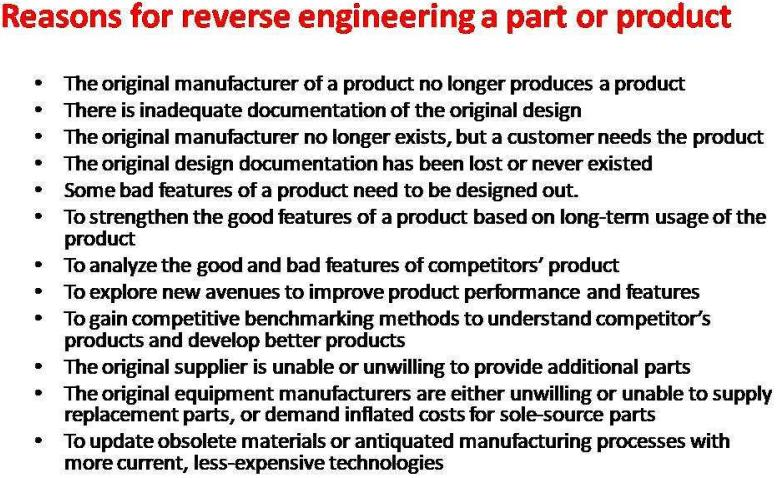 Reasons for reverse engineering a part or product
• The original manufacturer of a product no longer produces a product
• There is inadequate documentation of the original design
• The original manufacturer no longer exists, but a customer needs the product
• The original design documentation has been lost or never existed
• Some bad features of a product need to be designed out.
• To strengthen the good features of a product based on long-term usage of the
product
• To analyze the good and bad features of competitors' product
• To explore new avenues to improve product performance and features
• To gain competitive benchmarking methods to understand competitor's
products and develop better products
• The original supplier is unable or unwilling to provide additional parts
• The original equipment manufacturers are either unwilling or unable to supply
replacement parts, or demand inflated costs for sole-source parts
• To update obsolete materials or antiquated manufacturing processes with
more current, less-expensive technologies